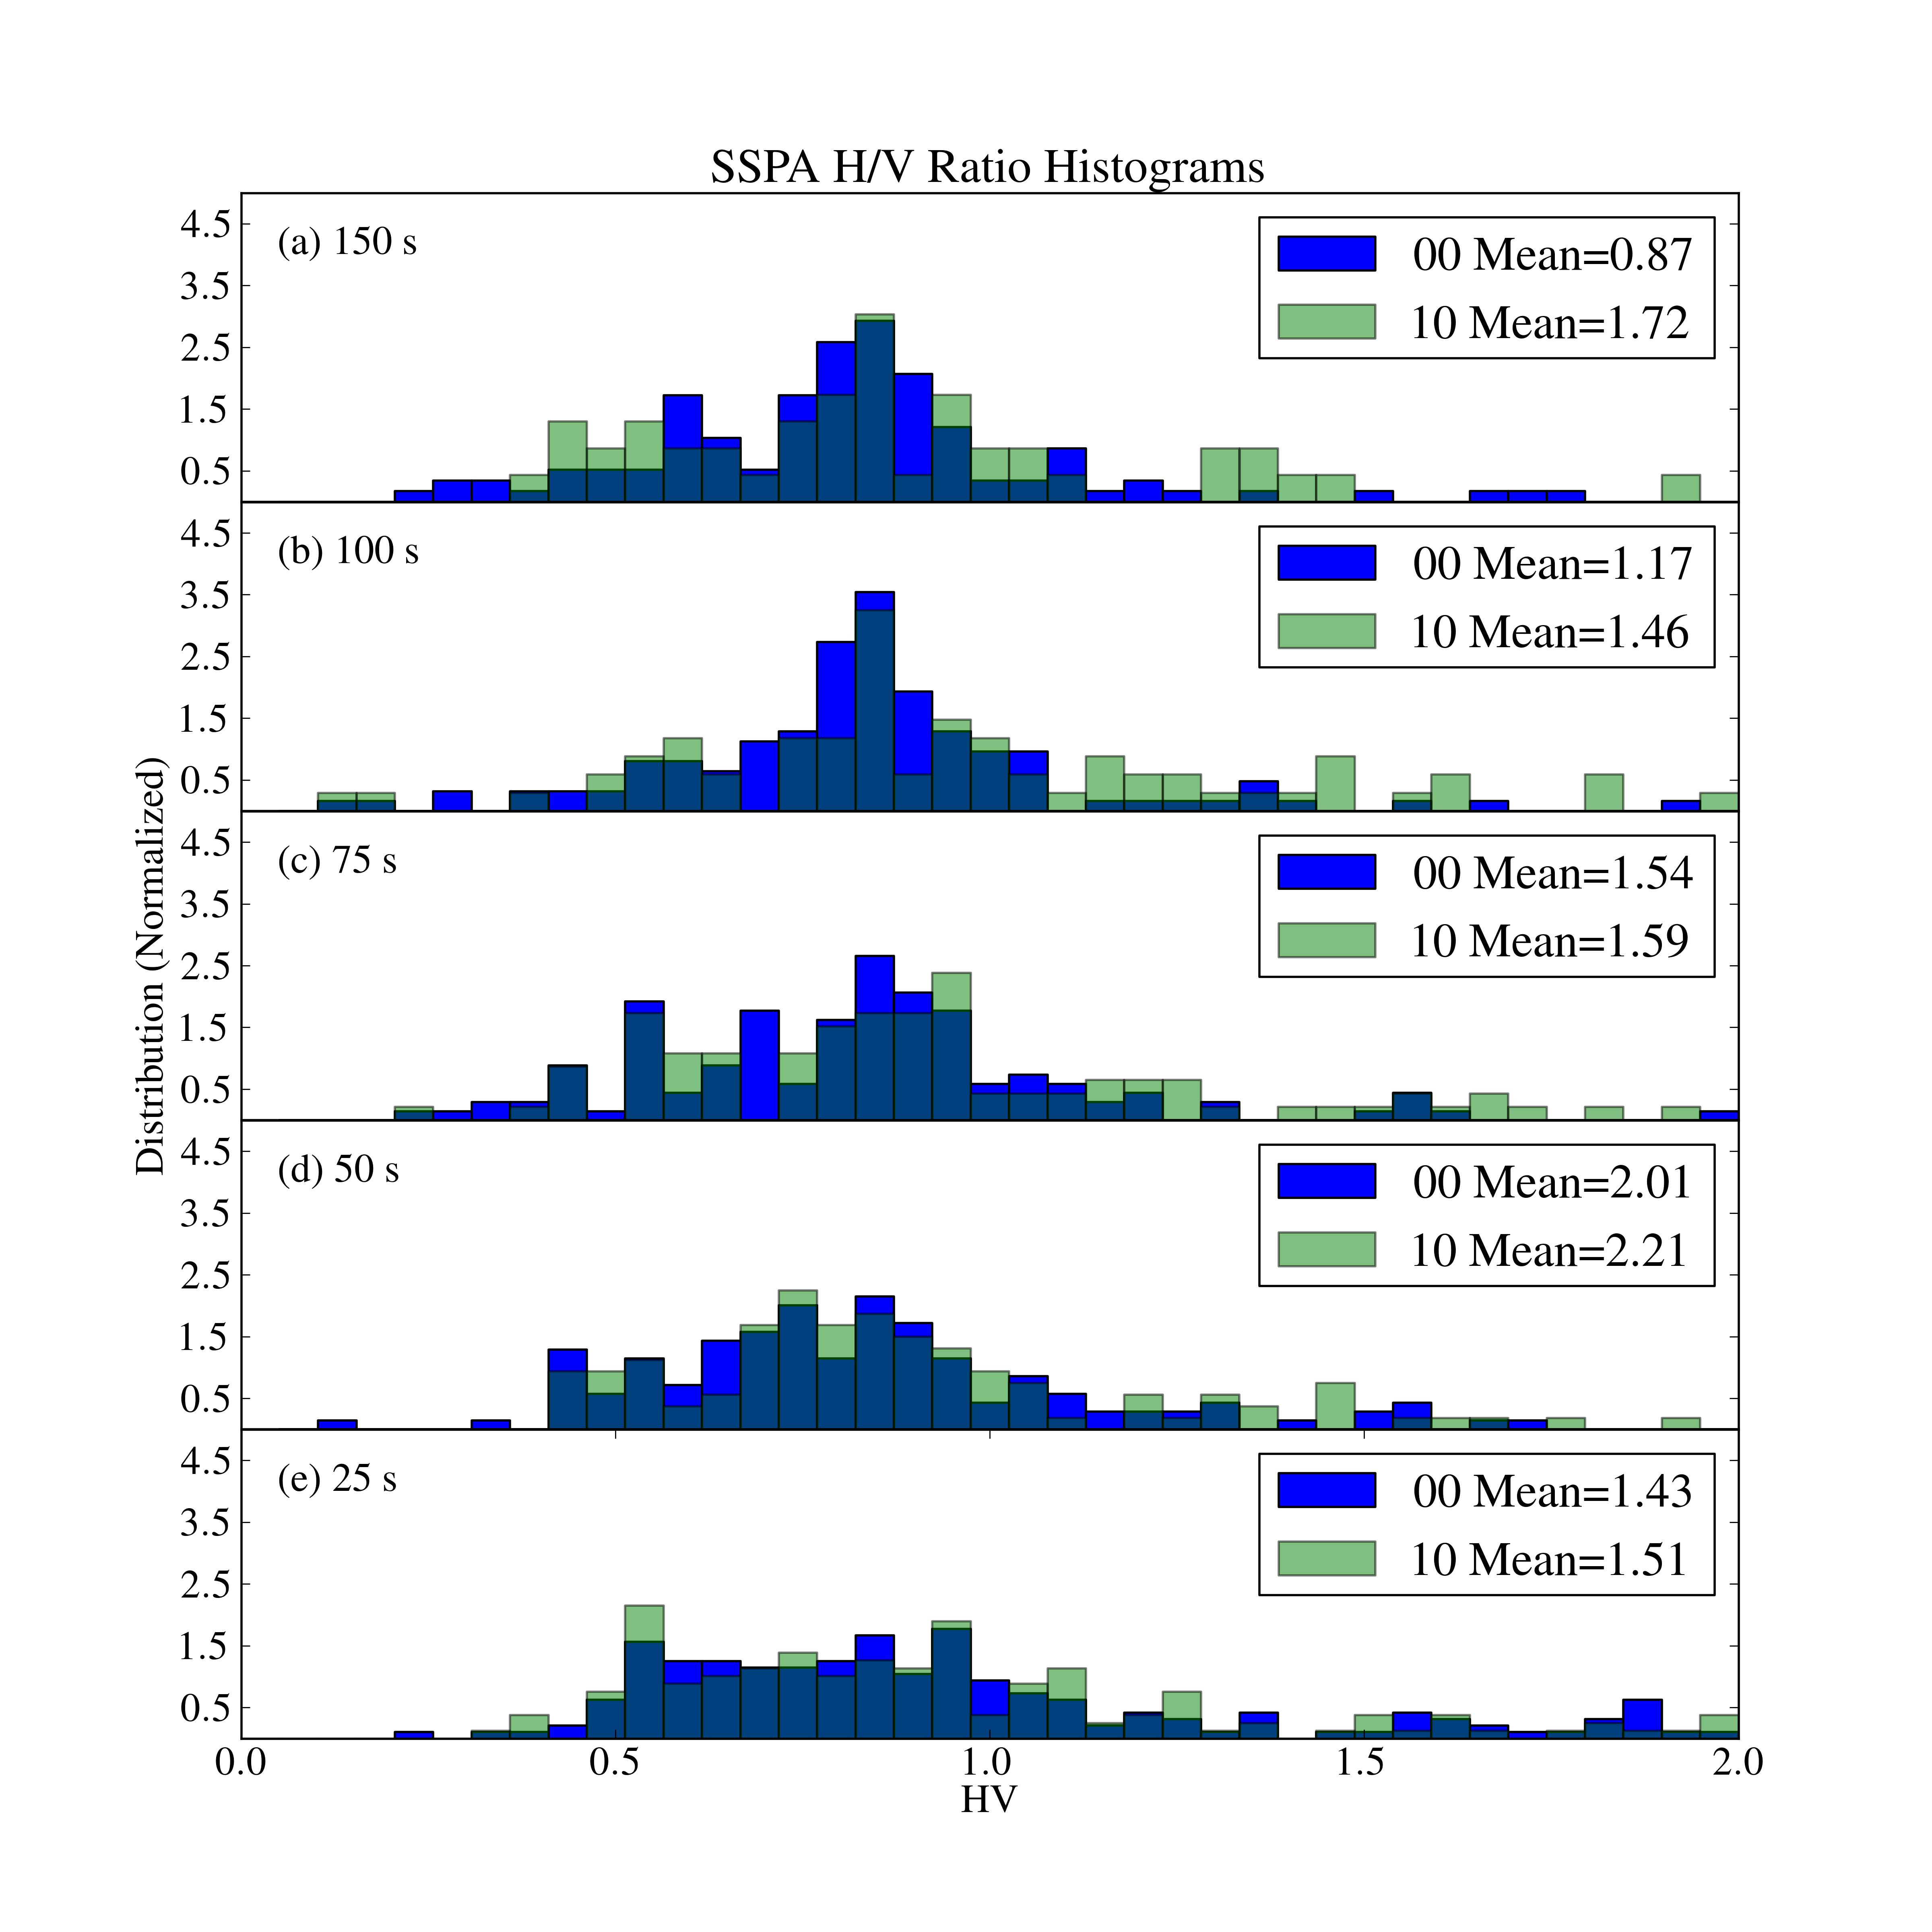 SSPA H/V Ratio Histograms
4.5
3.5
2.5
1.5
0.5
(a) 150 s
00 Mean=0.87
10 Mean=1.72
4.5
3.5
2.5
1.5
0.5
(b) 100 s
00 Mean=1.17
10 Mean=1.46
Distribution (Normalized)
4.5
3.5
2.5
1.5
0.5
(c) 75 s
00 Mean=1.54
10 Mean=1.59
4.5
3.5
2.5
1.5
0.5
(d) 50 s
00 Mean=2.01
10 Mean=2.21
4.5
3.5
2.5
1.5
0.5
(e) 25 s
00 Mean=1.43
10 Mean=1.51
0.0 0.5 1.0 1.5 2.0
HV